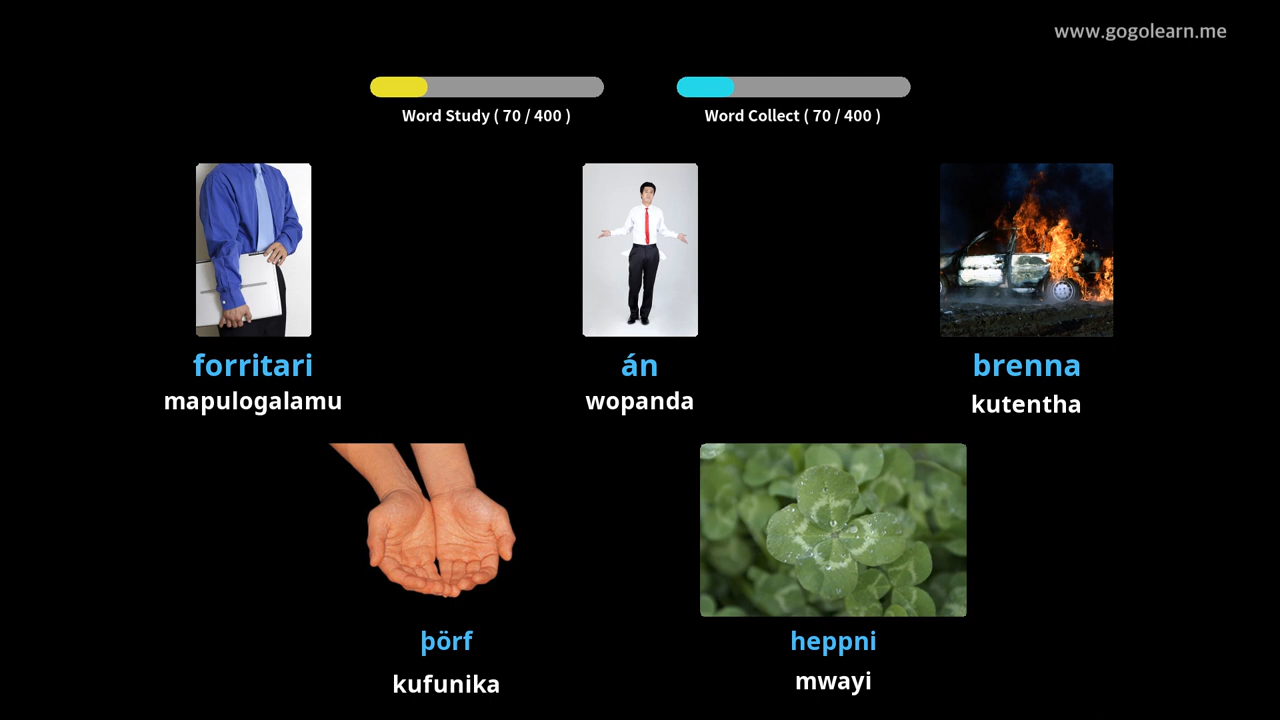 www.gogolearn.me
Word Study ( 70 / 400 )
Word Collect ( 70 / 400 )
forritari
mapulogalamu
án
wopanda
brenna
kutentha
þörf
kufunika
heppni
mwayi